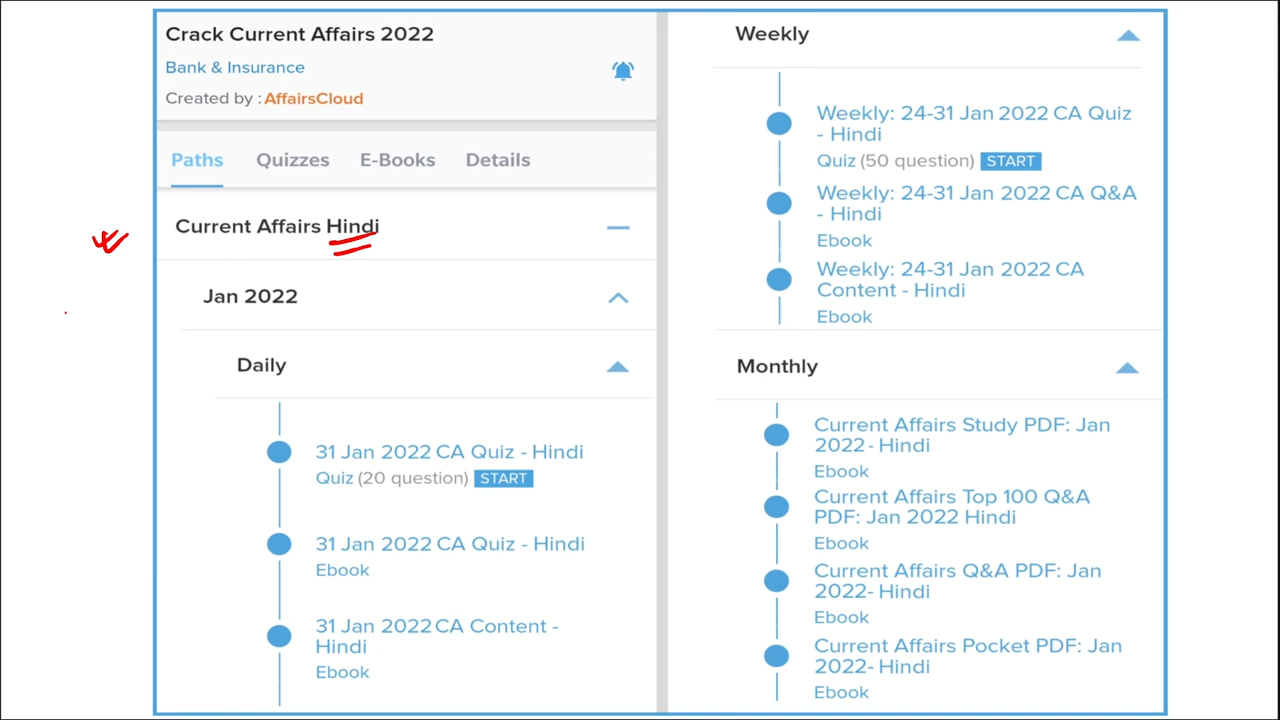 Crack Current Affairs 2022
Bank & Insurance
Created by : AffairsCloud
Paths Quizzes E-Books Details
Current Affairs Hindi
Jan 2022
Daily
31 Jan 2022 CA Quiz - Hindi
Quiz (20 question) START
31 Jan 2022 CA Quiz - Hindi
Ebook
31 Jan 2022 CA Content -
Hindi
Ebook
Weekly
Weekly: 24-31 Jan 2022 CA Quiz
- Hindi
Quiz (50 question) START
Weekly: 24-31 Jan 2022 CA Q&A
- Hindi
Ebook
Weekly: 24-31 Jan 2022 CA
Content - Hindi
Ebook
Monthly
Current Affairs Study PDF: Jan
2022- Hindi
Ebook
Current Affairs Top 100 Q&A
PDF: Jan 2022 Hindi
Ebook
Current Affairs Q&A PDF: Jan
2022- Hindi
Ebook
Current Affairs Pocket PDF: Jan
2022- Hindi
Ebook